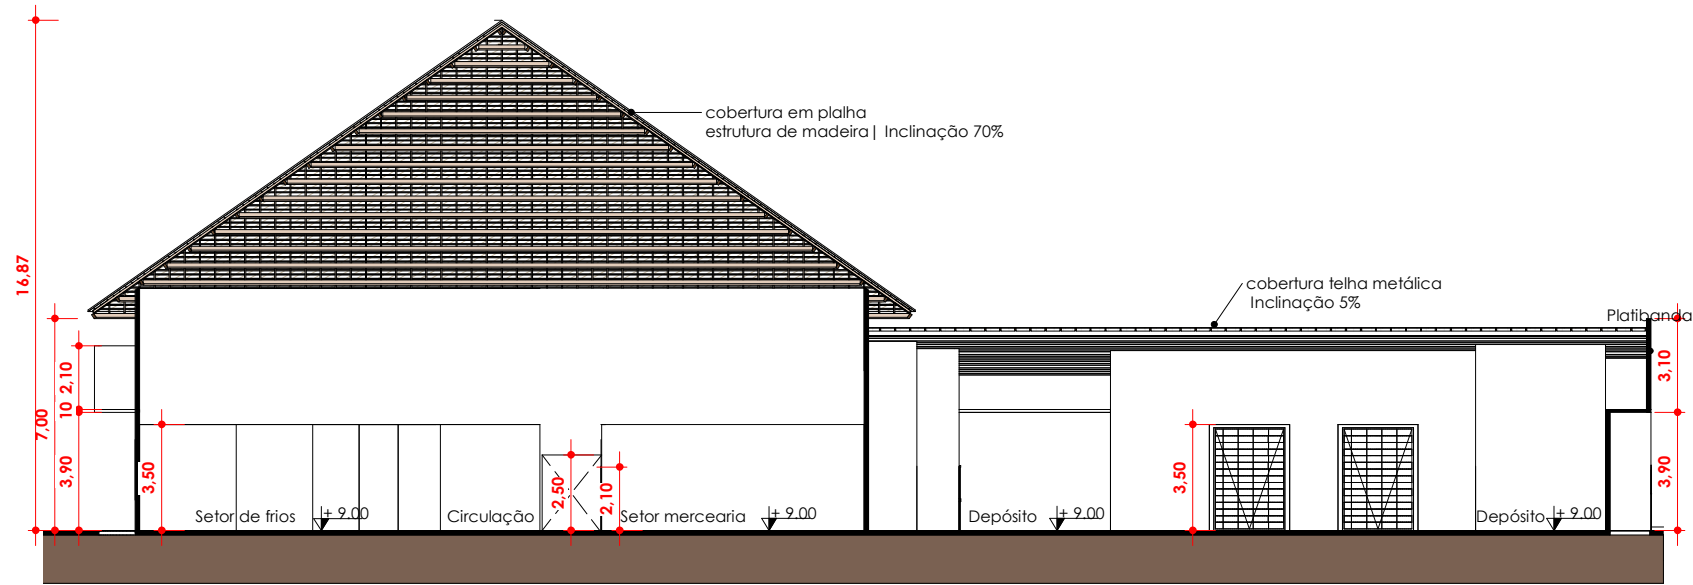 cobertura em plalha
estrutura de madeira| Inclinação 70%
16,87
cobertura telha metálica
Inclinação 5%
Platibanda
2,10
3,10
10
7,00
3,90
3,50
2,50
2,10
3,50
3,90
Setor de frios
+ 9.00
Circulação
Setor mercearia
+ 9.00
Depósito
+ 9.00
Depósito
+ 9.00